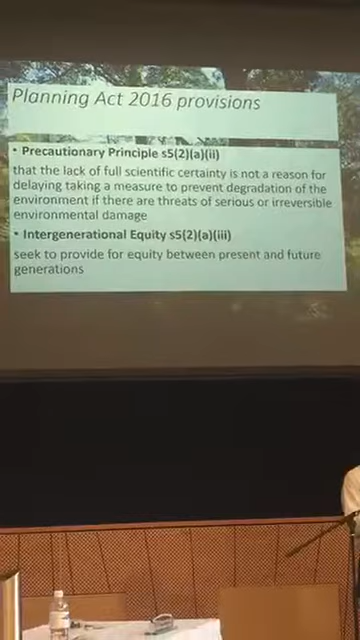 Planning Act 2016 provisions
• Precautionary Principle s5(2)(a)(ii)
that the lack of full scientific certainty is not a reason for
delaying taking a measure to prevent degradation of the
environment if there are threats of serious or irreversible
environmental damage
• Intergenerational Equity s5(2)(a)(iii)
seek to provide for equity between present and future
generations